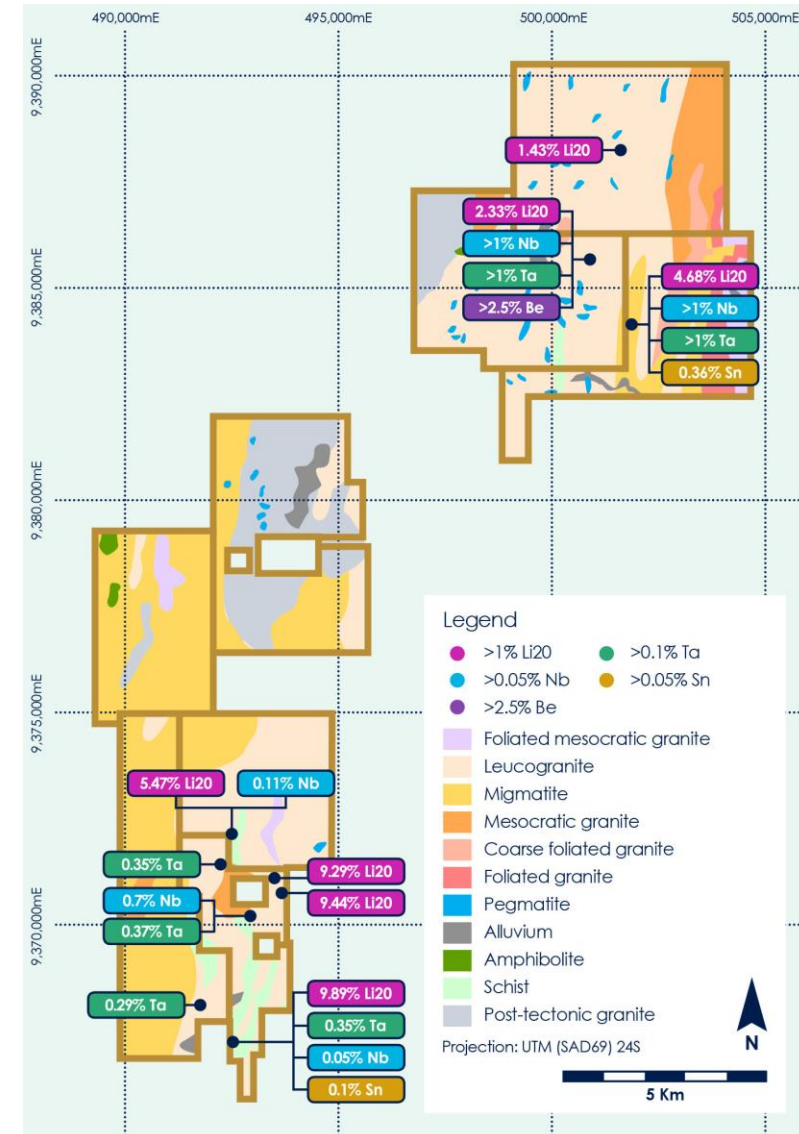 490,000mE
495,000mE
500,000mE
505,000mE
9,390,000mE
1.43% Li20
2.33% Li20
>1% Nb
>1% Ta
>2.5% Be
9,385,000mE
4.68% Li20
>1% Nb
>1% Ta
0.36% Sn
9,380,000mE
9,375,000mE
5.47% Li20
0.11% Nb
0.35% Ta
9.29% Li20
0.7% Nb
9.44% Li20
0.37% Ta
9,370,000mE
0.29% Ta
9.89% Li20
0.35% Ta
0.05% Nb
0.1% Sn
Legend
>1% Li20
>0.1% Ta
>0.05% Nb
>0.05% Sn
>2.5% Be
Foliated mesocratic granite
Leucogranite
Migmatite
Mesocratic granite
Coarse foliated granite
Foliated granite
Pegmatite
Alluvium
Amphibolite
Schist
Post-tectonic granite
Projection: UTM (SAD69) 24S
N
5 Km